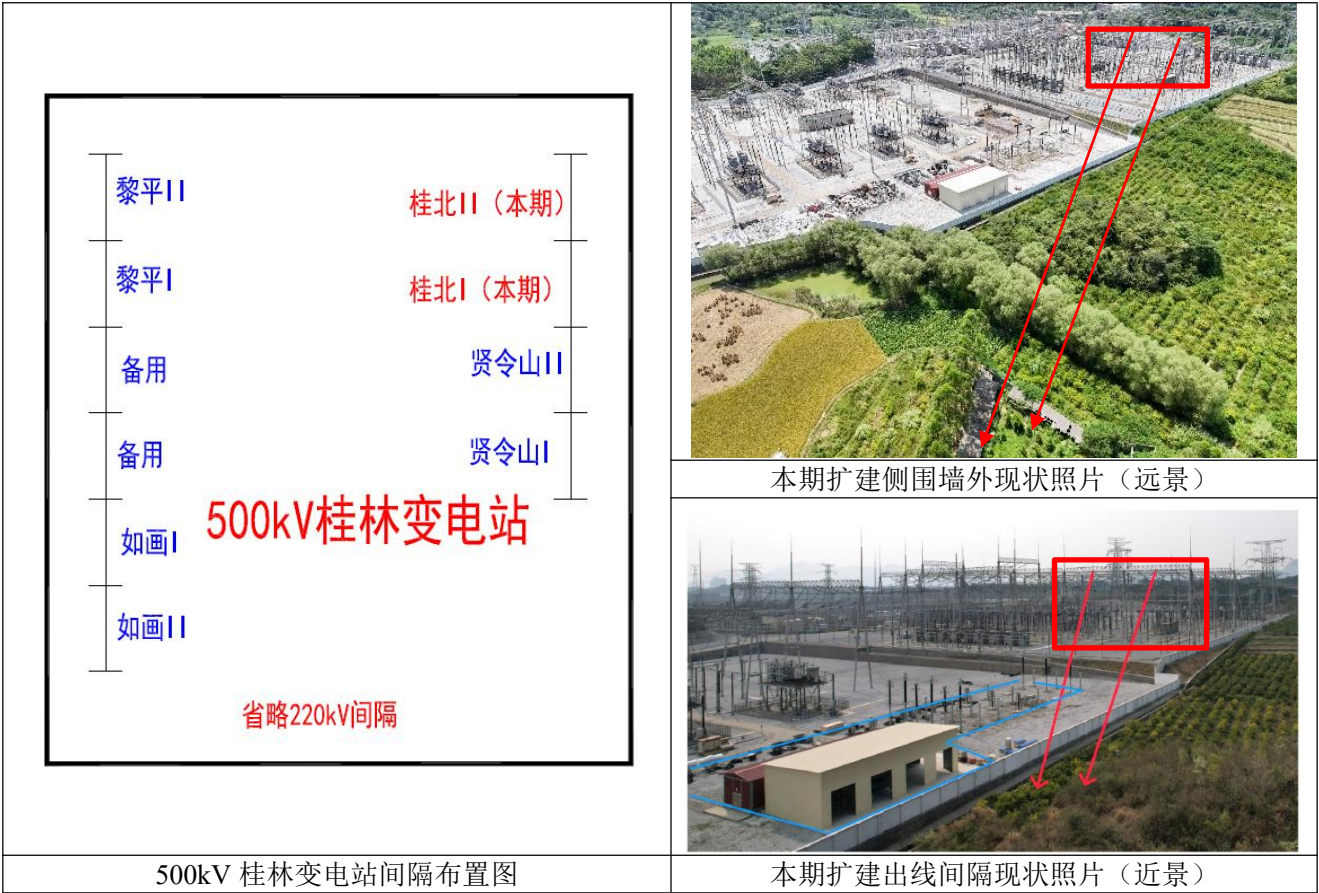 黎平II
桂北II（本期）
黎平I
桂北I（本期）
备用
贤令山II
备用
贤令山I
500kV桂林变电站
如画I
如画II
省略220kV间隔
500kV 桂林变电站间隔布置图
本期扩建侧围墙外现状照片（远景）
本期扩建出线间隔现状照片（近景）